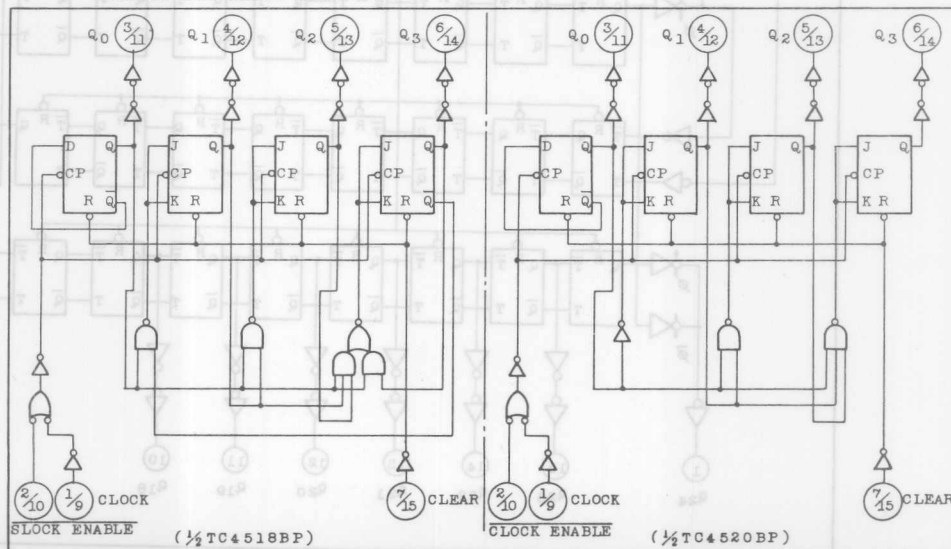 Q0 3/11 Q1 4/12 Q2 5/13 Q3 6/14
D Q J Q J Q J Q
CP CP CP CP
R Q̅ K R K R K R Q̅
2/10 1/9 CLOCK 7/15 CLEAR
SLOCK ENABLE
(½TC4518BP)
Q0 3/11 Q1 4/12 Q2 5/13 Q3 6/14
D Q J Q J Q J Q
CP CP CP CP
R Q̅ K R K R K R
2/10 1/9 CLOCK 7/15 CLEAR
CLOCK ENABLE
(½TC4520BP)